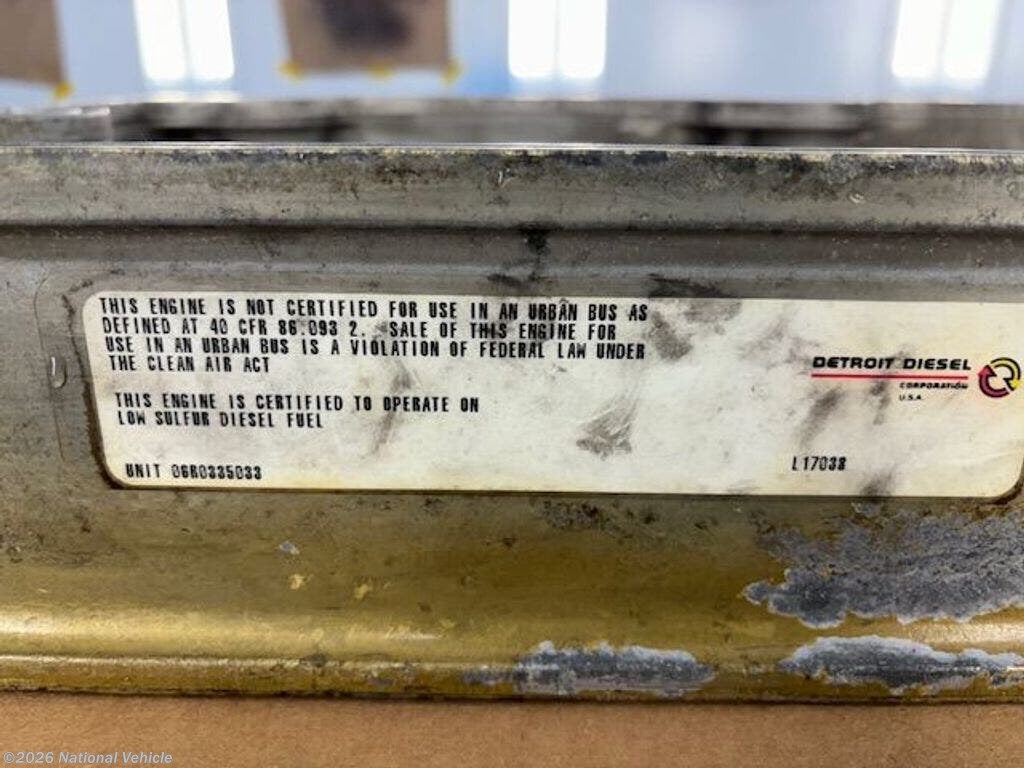 THIS ENGINE IS NOT CERTIFIED FOR USE IN AN URBAN BUS AS
DEFINED AT 40 CFR 86.093 2. SALE OF THIS ENGINE FOR
USE IN AN URBAN BUS IS A VIOLATION OF FEDERAL LAW UNDER
THE CLEAN AIR ACT
THIS ENGINE IS CERTIFIED TO OPERATE ON
LOW SULFUR DIESEL FUEL
UNIT 06R0335033
DETROIT DIESEL
CORPORATION
U.S.A.
L17038
©2026 National Vehicle